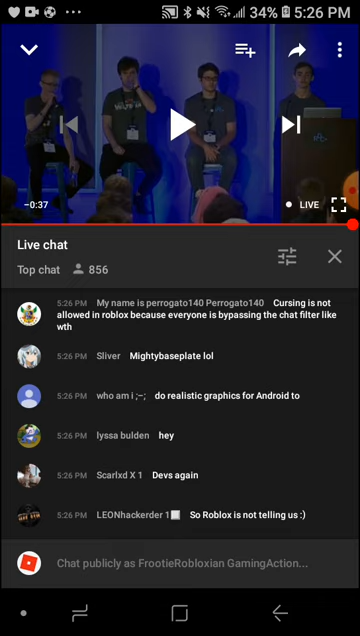 34% 5:26 PM
−0:37
LIVE
Live chat
Top chat 856
5:26 PM My name is perrogato140 Perrogato140 Cursing is not
allowed in roblox because everyone is bypassing the chat filter like
wth
5:26 PM Sliver Mightybaseplate lol
5:26 PM who am i ;–; do realistic graphics for Android to
5:26 PM lyssa bulden hey
5:26 PM Scarlxd X 1 Devs again
5:26 PM LEONhackerder 1 So Roblox is not telling us :)
Chat publicly as FrootieRobloxian GamingAction...